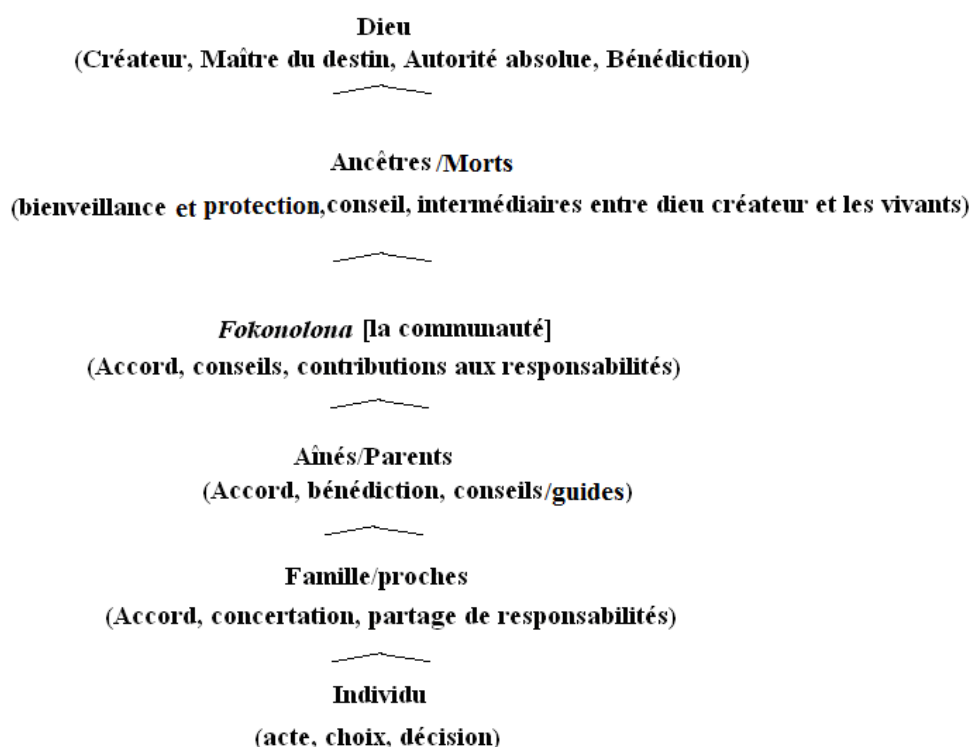 Dieu
(Créateur, Maître du destin, Autorité absolue, Bénédiction)
Ancêtres /Morts
(bienveillance et protection,conseil, intermédiaires entre dieu créateur et les vivants)
Fokonolona [la communauté]
(Accord, conseils, contributions aux responsabilités)
Aînés/Parents
(Accord, bénédiction, conseils/guides)
Famille/proches
(Accord, concertation, partage de responsabilités)
Individu
(acte, choix, décision)